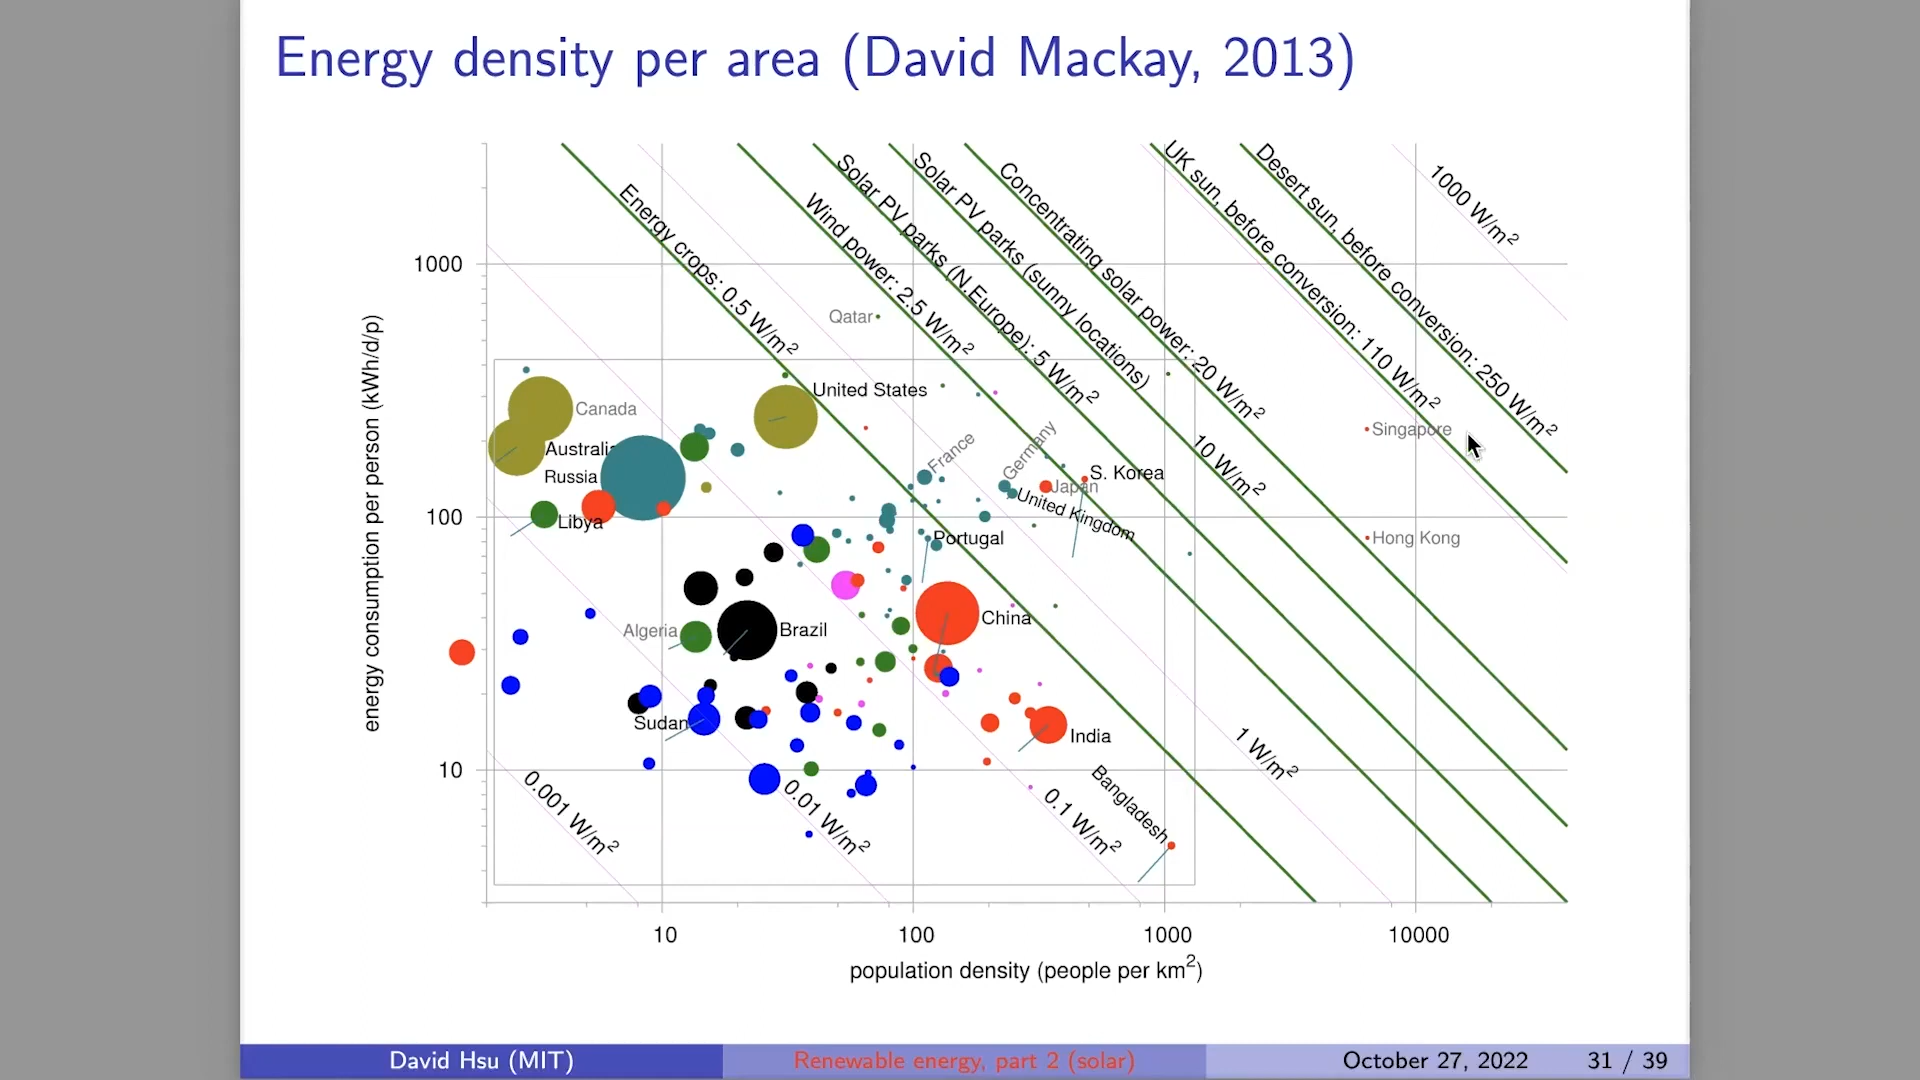 Energy density per area (David Mackay, 2013)
energy consumption per person (kWh/d/p)
1000
100
10
Energy crops: 0.5 W/m2
Wind power: 2.5 W/m2
Solar PV parks (N.Europe): 5 W/m2
Solar PV parks (sunny locations)
10 W/m2
Concentrating solar power: 20 W/m2
UK sun, before conversion: 110 W/m2
Desert sun, before conversion: 250 W/m2
1000 W/m2
Qatar
United States
Canada
Australia
Russia
Libya
France
Germany
S. Korea
Japan
United Kingdom
Portugal
Singapore
Hong Kong
Algeria
Brazil
China
Sudan
India
Bangladesh
0.001 W/m2
0.01 W/m2
0.1 W/m2
1 W/m2
10
100
1000
10000
population density (people per km2)
David Hsu (MIT)
Renewable energy, part 2 (solar)
October 27, 2022
31 / 39